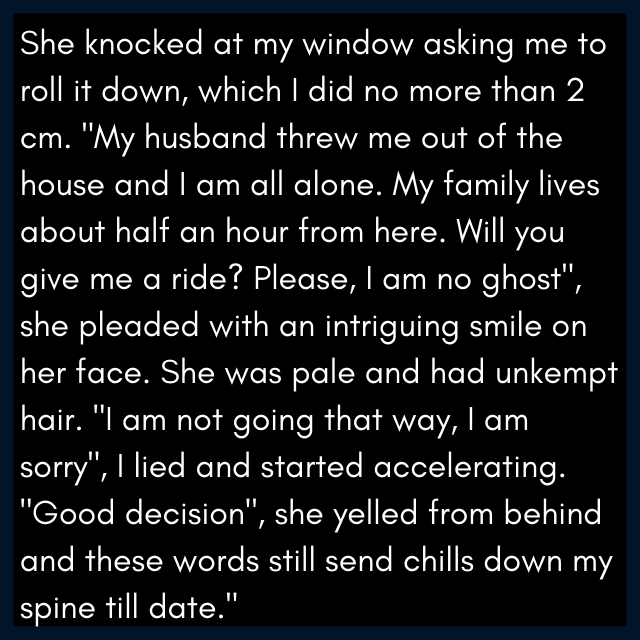 She knocked at my window asking me to
roll it down, which I did no more than 2
cm. "My husband threw me out of the
house and I am all alone. My family lives
about half an hour from here. Will you
give me a ride? Please, I am no ghost",
she pleaded with an intriguing smile on
her face. She was pale and had unkempt
hair. "I am not going that way, I am
sorry", I lied and started accelerating.
"Good decision", she yelled from behind
and these words still send chills down my
spine till date."